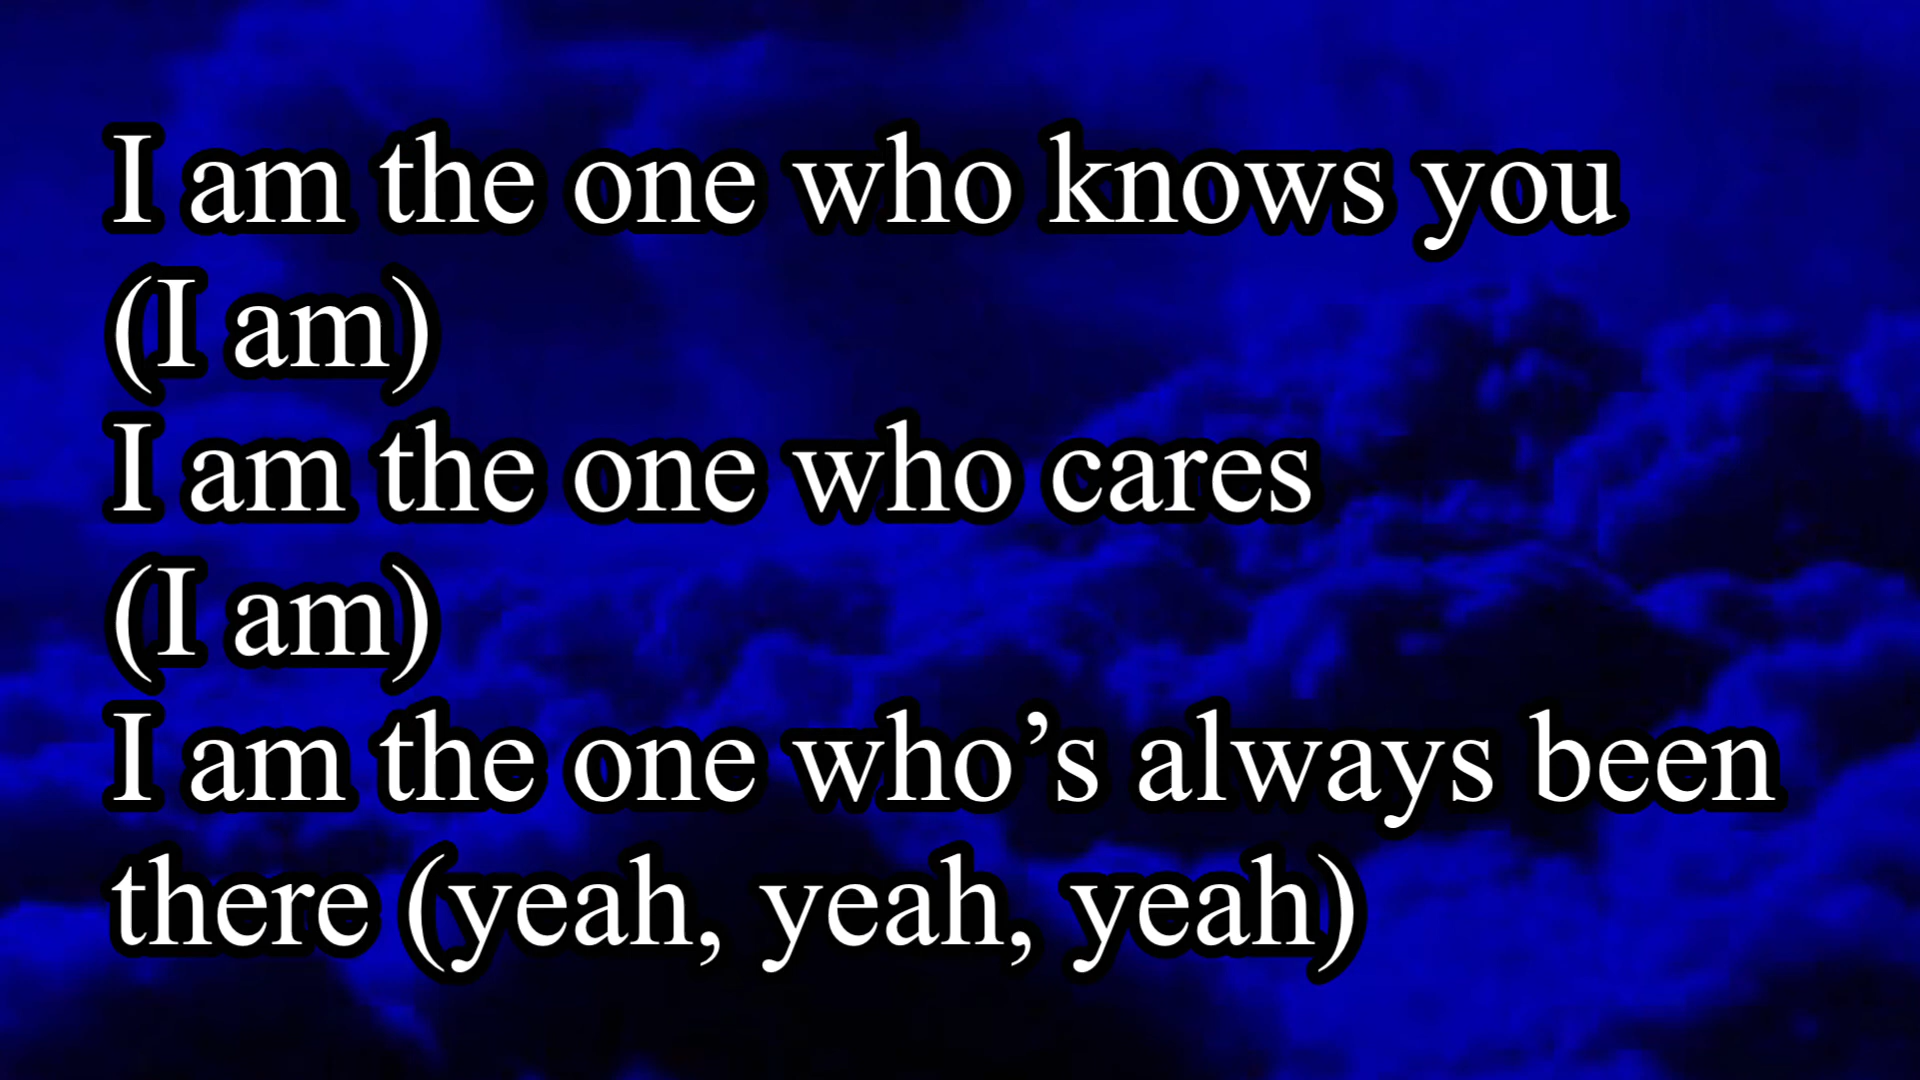 I am the one who knows you
(I am)
I am the one who cares
(I am)
I am the one who’s always been
there (yeah, yeah, yeah)